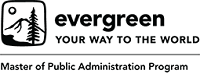 evergreen
YOUR WAY TO THE WORLD
Master of Public Administration Program